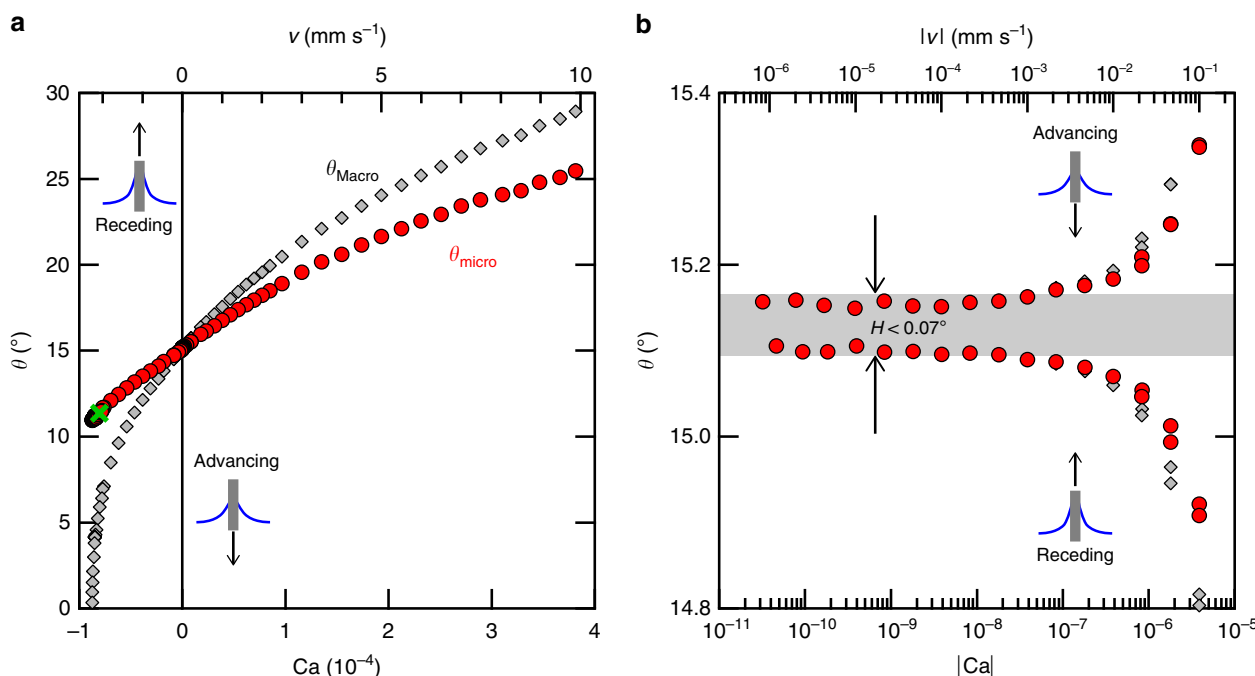 a
v (mm s⁻¹)
0 5 10
30
25
20
15
10
5
0
θ (°)
Receding
θMacro
θmicro
Advancing
−1 0 1 2 3 4
Ca (10⁻⁴)
b
|v| (mm s⁻¹)
10⁻⁶ 10⁻⁵ 10⁻⁴ 10⁻³ 10⁻² 10⁻¹
15.4
15.2
15.0
14.8
θ (°)
Advancing
H < 0.07°
Receding
10⁻¹¹ 10⁻¹⁰ 10⁻⁹ 10⁻⁸ 10⁻⁷ 10⁻⁶ 10⁻⁵
|Ca|